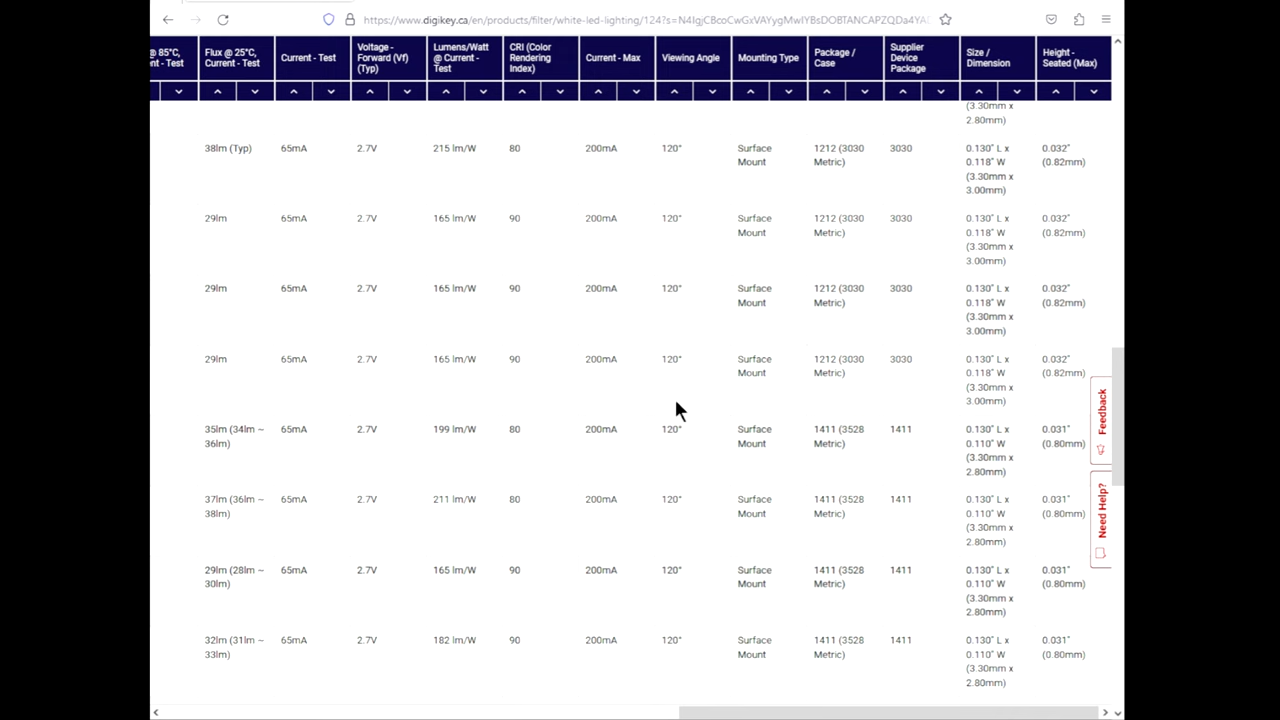 https://www.digikey.ca/en/products/filter/white-led-lighting/124?s=N4IgjCBcoCwGxVAYygMwIYBsDOBTANCAPZQDa4YAC
@ 85°C, Flux @ 25°C, Current - Test Voltage - Lumens/Watt CRI (Color Current - Max Viewing Angle Mounting Type Package / Supplier Size / Height -
ent - Test Current - Test Forward (Vf) @ Current - Rendering Case Device Dimension Seated (Max)
(Typ) Test Index) Package
(3.30mm x
2.80mm)
38lm (Typ) 65mA 2.7V 215 lm/W 80 200mA 120° Surface 1212 (3030 3030 0.130" L x 0.032"
Mount Metric) 0.118" W (0.82mm)
(3.30mm x
3.00mm)
29lm 65mA 2.7V 165 lm/W 90 200mA 120° Surface 1212 (3030 3030 0.130" L x 0.032"
Mount Metric) 0.118" W (0.82mm)
(3.30mm x
3.00mm)
29lm 65mA 2.7V 165 lm/W 90 200mA 120° Surface 1212 (3030 3030 0.130" L x 0.032"
Mount Metric) 0.118" W (0.82mm)
(3.30mm x
3.00mm)
29lm 65mA 2.7V 165 lm/W 90 200mA 120° Surface 1212 (3030 3030 0.130" L x 0.032"
Mount Metric) 0.118" W (0.82mm)
(3.30mm x
3.00mm)
35lm (34lm ~ 65mA 2.7V 199 lm/W 80 200mA 120° Surface 1411 (3528 1411 0.130" L x 0.031"
36lm) Mount Metric) 0.110" W (0.80mm)
(3.30mm x
2.80mm)
37lm (36lm ~ 65mA 2.7V 211 lm/W 80 200mA 120° Surface 1411 (3528 1411 0.130" L x 0.031"
38lm) Mount Metric) 0.110" W (0.80mm)
(3.30mm x
2.80mm)
29lm (28lm ~ 65mA 2.7V 165 lm/W 90 200mA 120° Surface 1411 (3528 1411 0.130" L x 0.031"
30lm) Mount Metric) 0.110" W (0.80mm)
(3.30mm x
2.80mm)
32lm (31lm ~ 65mA 2.7V 182 lm/W 90 200mA 120° Surface 1411 (3528 1411 0.130" L x 0.031"
33lm) Mount Metric) 0.110" W (0.80mm)
(3.30mm x
2.80mm)
Feedback
Need Help?